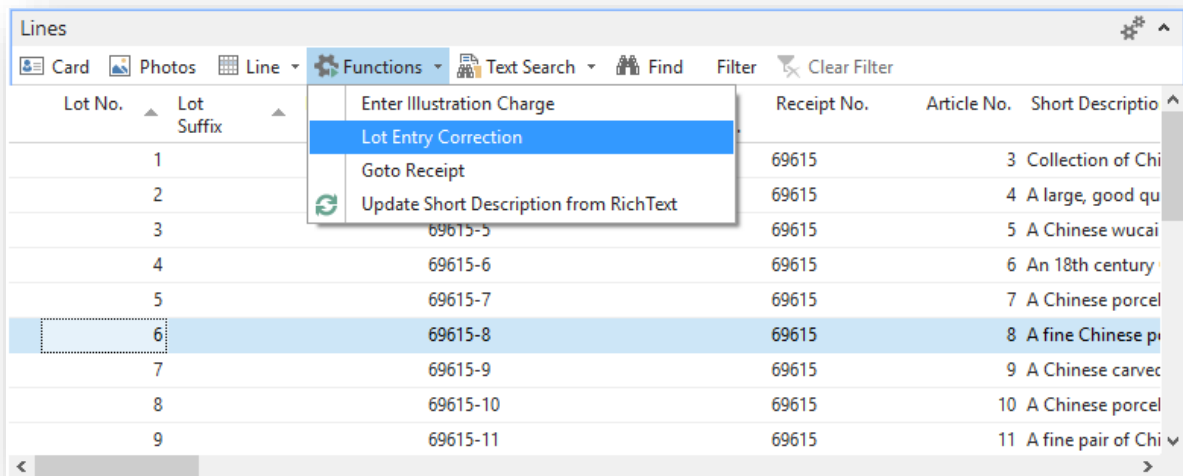 Lines
Card Photos Line Functions Text Search Find Filter Clear Filter
Lot No. Lot Suffix Receipt No. Article No. Short Descriptio
Enter Illustration Charge
Lot Entry Correction
Goto Receipt
Update Short Description from RichText
1 69615 3 Collection of Chi
2 69615 4 A large, good qu
3 69615-5 69615 5 A Chinese wucai
4 69615-6 69615 6 An 18th century
5 69615-7 69615 7 A Chinese porcel
6 69615-8 69615 8 A fine Chinese p
7 69615-9 69615 9 A Chinese carved
8 69615-10 69615 10 A Chinese porcel
9 69615-11 69615 11 A fine pair of Chi